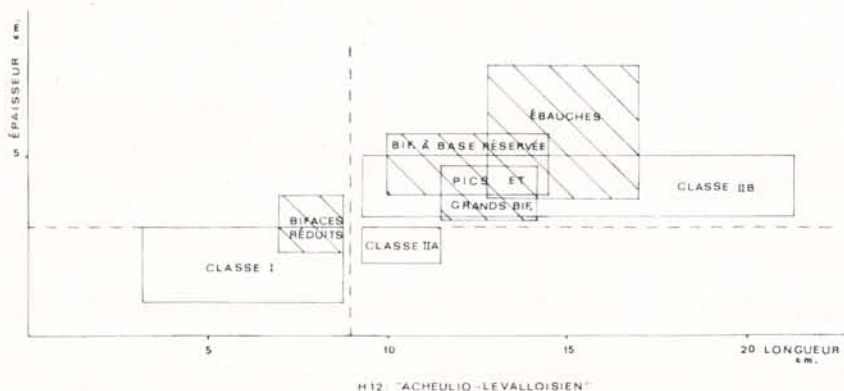 5 ÉPAISSEUR cm.
ÉBAUCHES
BIF. À BASE RÉSERVÉE
PICS ET
GRANDS BIF.
CLASSE IIB
BIFACES
RÉDUITS
CLASSE IIA
CLASSE I
5 10 15 20 LONGUEUR
cm.
H12: "ACHEULIO-LEVALLOISIEN"